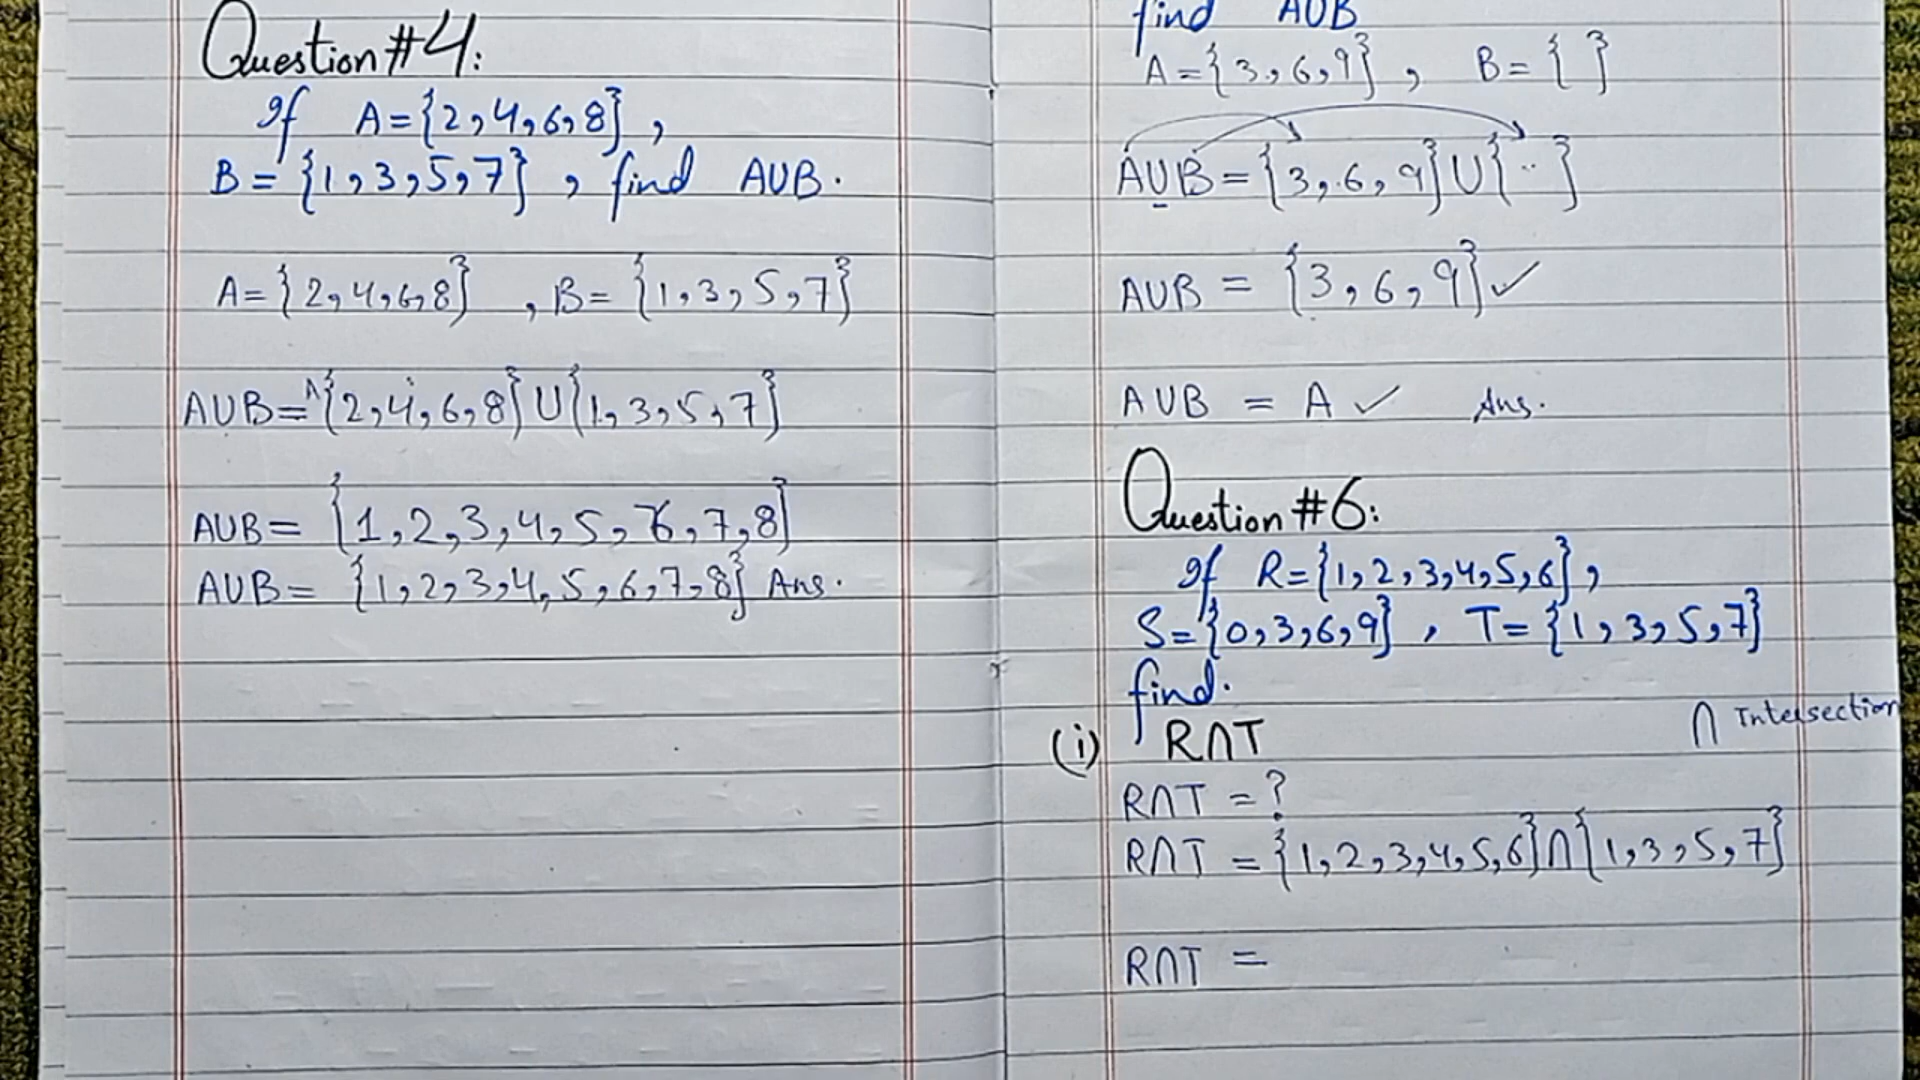 Question #4:
If A={2,4,6,8},
B={1,3,5,7}, find AUB.
A={2,4,6,8}, B={1,3,5,7}
AUB={2,4,6,8}U{1,3,5,7}
AUB= {1,2,3,4,5,6,7,8}
AUB= {1,2,3,4,5,6,7,8} Ans.
find AUB
A={3,6,9}, B={ }
AUB={3,6,9}U{ }
AUB = {3,6,9}✓
AUB = A ✓ Ans.
Question #6:
If R={1,2,3,4,5,6},
S={0,3,6,9}, T={1,3,5,7}
find.
∩ Intersection
(i) R∩T
R∩T =?
R∩T ={1,2,3,4,5,6}∩{1,3,5,7}
R∩T =